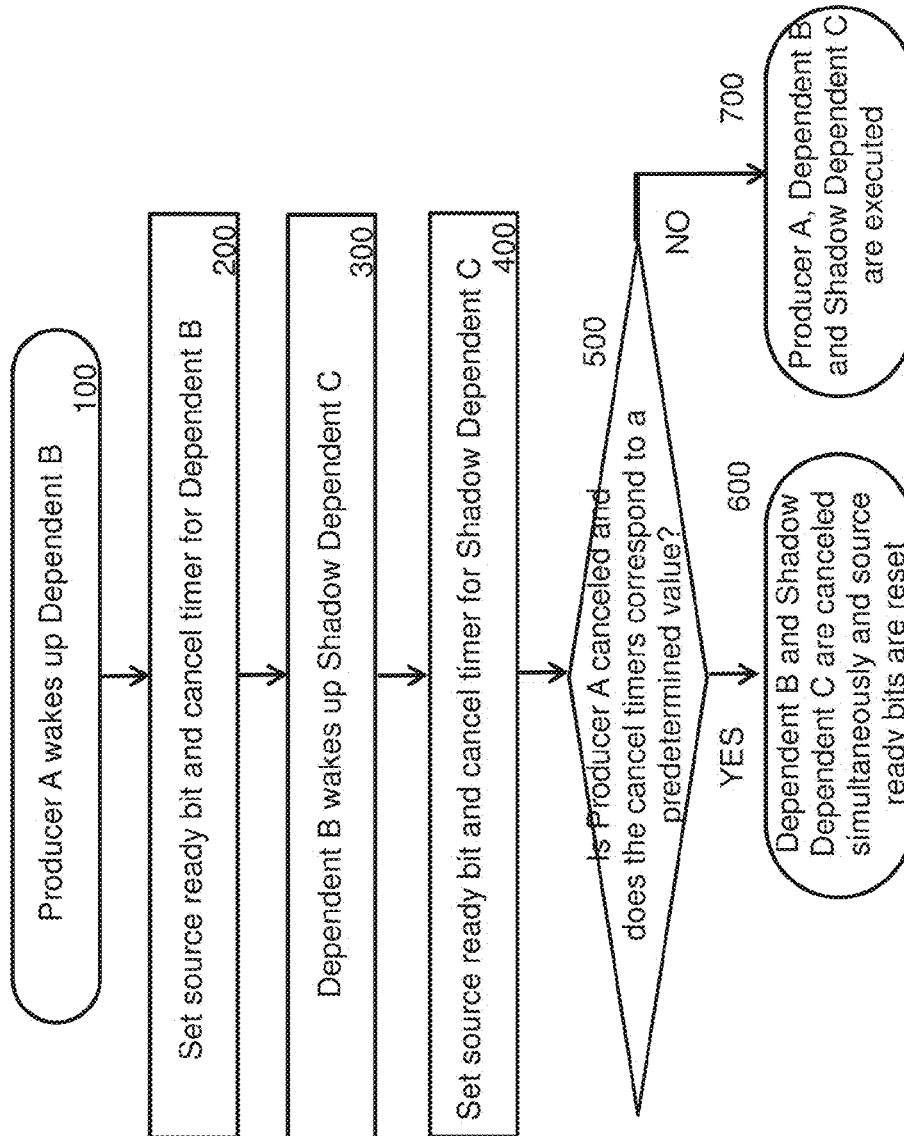 Producer A wakes up Dependent B
100
Set source ready bit and cancel timer for Dependent B
200
Dependent B wakes up Shadow Dependent C
300
Set source ready bit and cancel timer for Shadow Dependent C
400
500
Is Producer A canceled and
does the cancel timers correspond to a
predetermined value?
YES
NO
600
Dependent B and Shadow
Dependent C are canceled
simultaneously and source
ready bits are reset
700
Producer A, Dependent B
and Shadow Dependent C
are executed